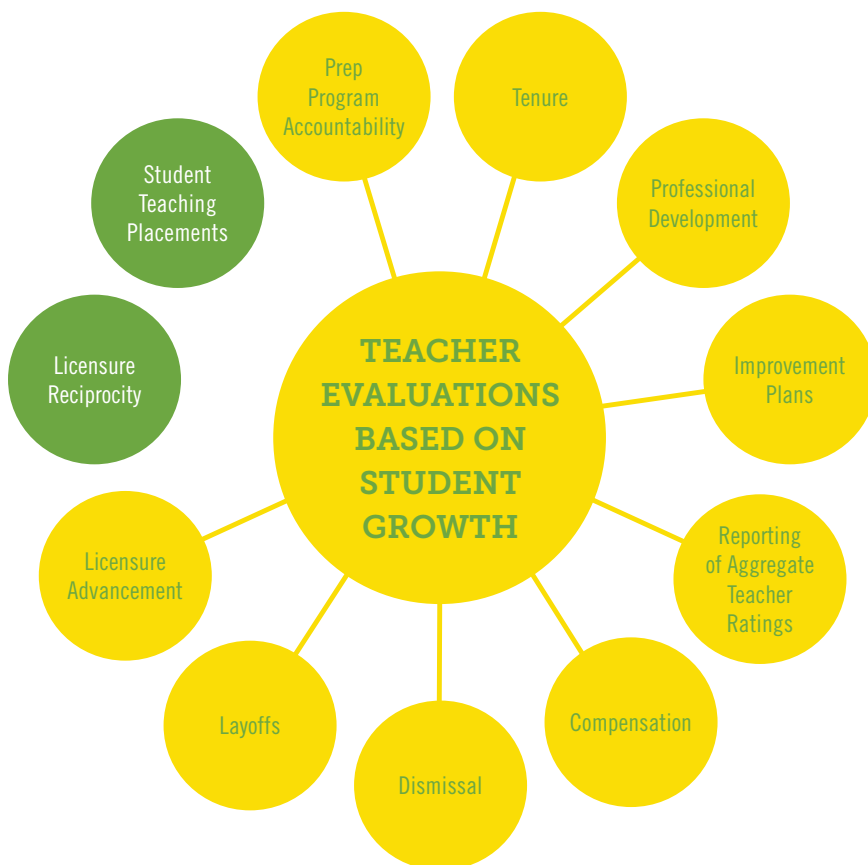 Prep
Program
Accountability
Tenure
Student
Teaching
Placements
Professional
Development
Licensure
Reciprocity
TEACHER
EVALUATIONS
BASED ON
STUDENT
GROWTH
Improvement
Plans
Licensure
Advancement
Reporting
of Aggregate
Teacher
Ratings
Layoffs
Compensation
Dismissal